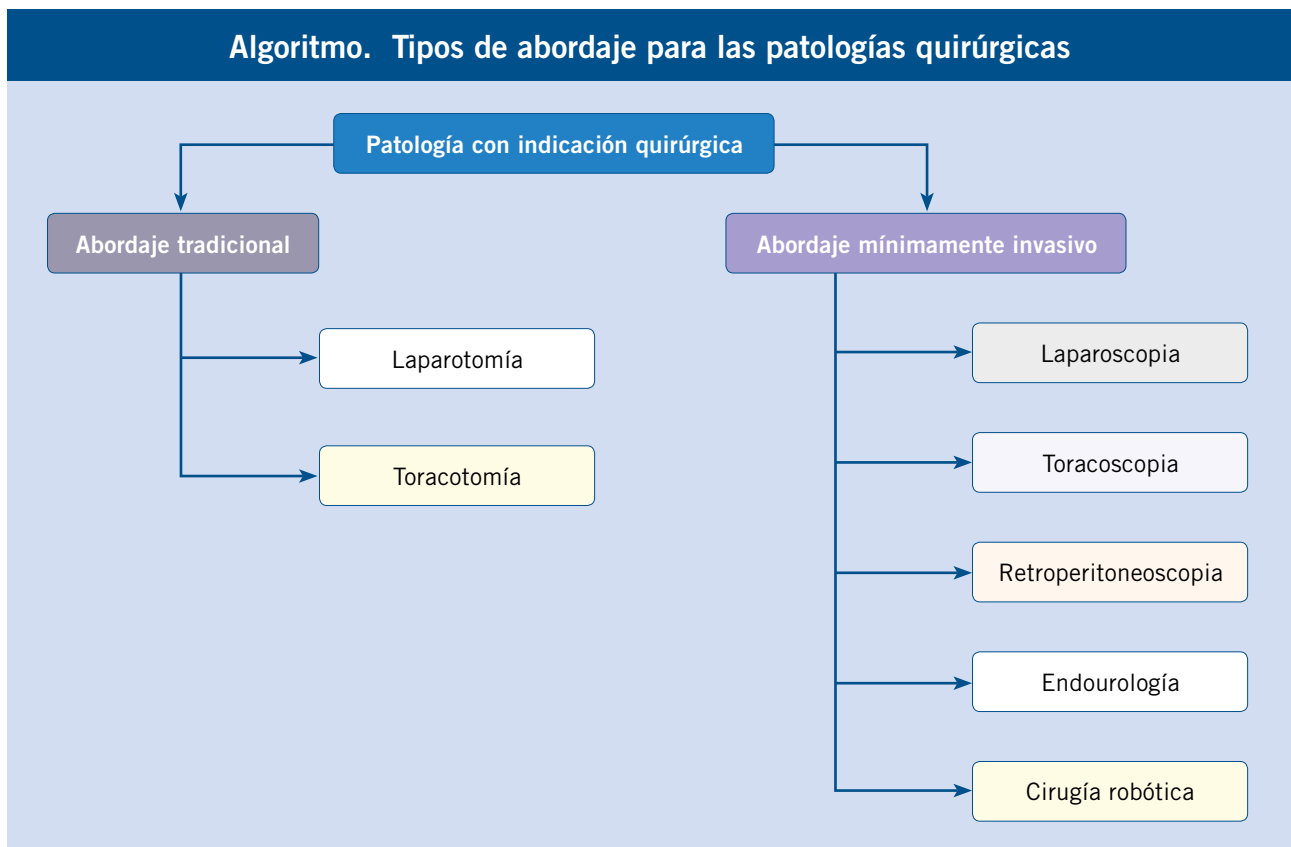 Algoritmo. Tipos de abordaje para las patologías quirúrgicas
Patología con indicación quirúrgica
Abordaje tradicional
Laparotomía
Toracotomía
Abordaje mínimamente invasivo
Laparoscopia
Toracoscopia
Retroperitoneoscopia
Endourología
Cirugía robótica